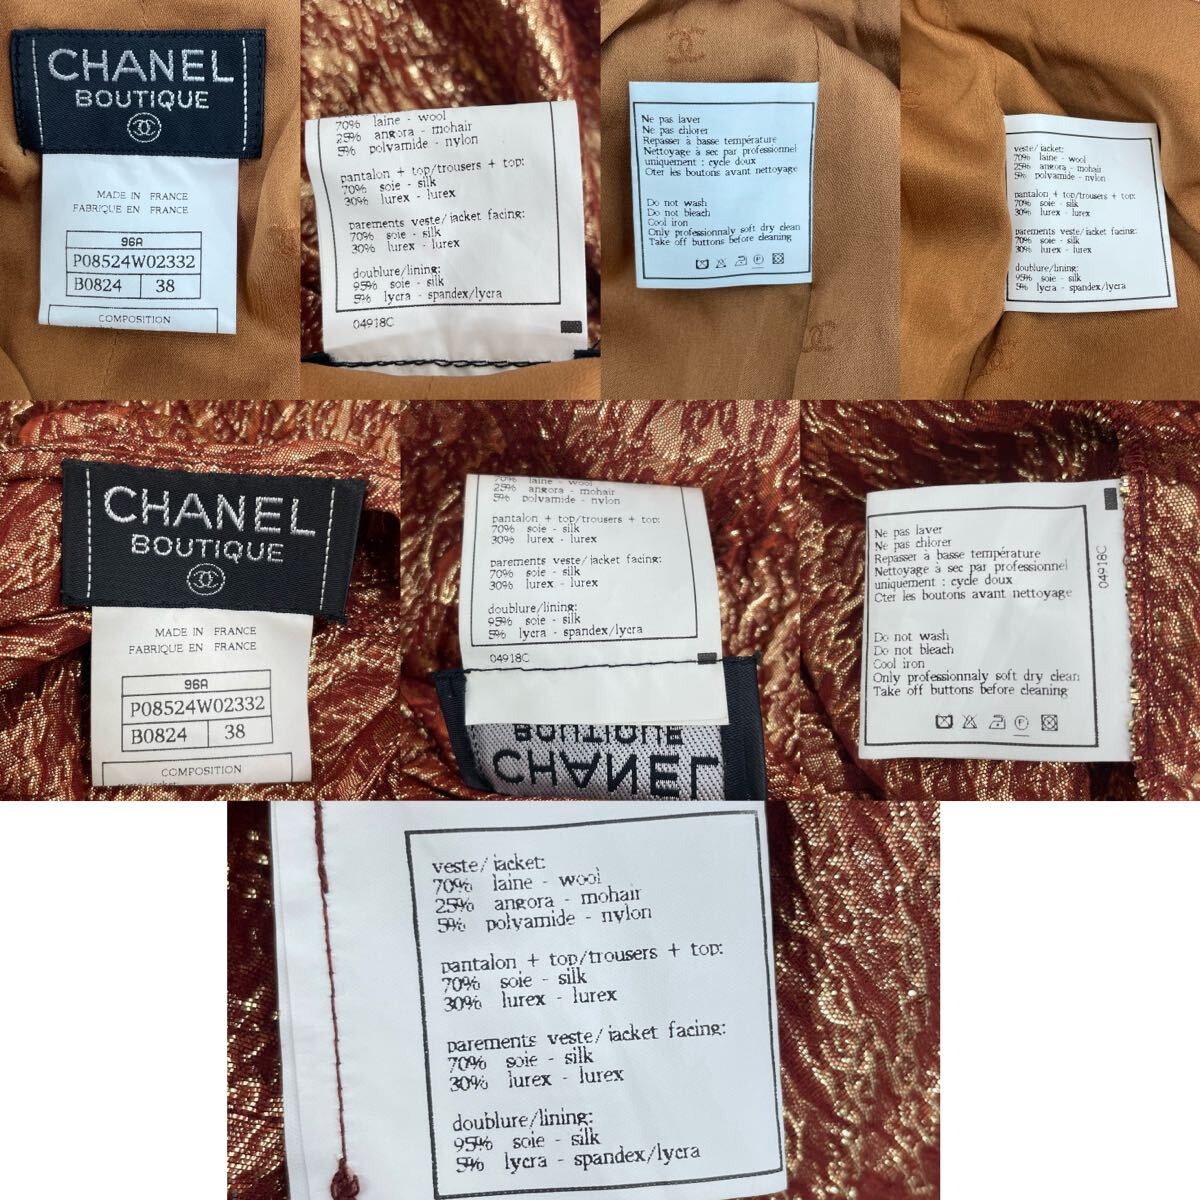 CHANEL
BOUTIQUE
MADE IN FRANCE
FABRIQUE EN FRANCE
96A
P08524W02332
B0824 38
COMPOSITION
70% laine - wool
25% angora - mohair
5% polyamide - nylon
pantalon + top/trousers + top:
70% soie - silk
30% lurex - lurex
parements veste/jacket facing:
70% soie - silk
30% lurex - lurex
doublure/lining:
95% soie - silk
5% lycra - spandex/lycra
04918C
Ne pas laver
Ne pas chlorer
Repasser à basse température
Nettoyage à sec par professionnel
uniquement : cycle doux
Oter les boutons avant nettoyage
Do not wash
Do not bleach
Cool iron
Only professionnaly soft dry clean
Take off buttons before cleaning
veste/jacket:
70% laine - wool
25% angora - mohair
5% polyamide - nylon
pantalon + top/trousers + top:
70% soie - silk
30% lurex - lurex
parements veste/jacket facing:
70% soie - silk
30% lurex - lurex
doublure/lining:
95% soie - silk
5% lycra - spandex/lycra
CHANEL
BOUTIQUE
MADE IN FRANCE
FABRIQUE EN FRANCE
96A
P08524W02332
B0824 38
COMPOSITION
70% laine - wool
25% angora - mohair
5% polyamide - nylon
pantalon + top/trousers + top:
70% soie - silk
30% lurex - lurex
parements veste/jacket facing:
70% soie - silk
30% lurex - lurex
doublure/lining:
95% soie - silk
5% lycra - spandex/lycra
04918C
BOUTIQUE
CHANEL
Ne pas laver
Ne pas chlorer
Repasser à basse température
Nettoyage à sec par professionnel
uniquement : cycle doux
Oter les boutons avant nettoyage
Do not wash
Do not bleach
Cool iron
Only professionnaly soft dry clean
Take off buttons before cleaning
F
04918C
veste/jacket:
70% laine - wool
25% angora - mohair
5% polyamide - nylon
pantalon + top/trousers + top:
70% soie - silk
30% lurex - lurex
parements veste/jacket facing:
70% soie - silk
30% lurex - lurex
doublure/lining:
95% soie - silk
5% lycra - spandex/lycra